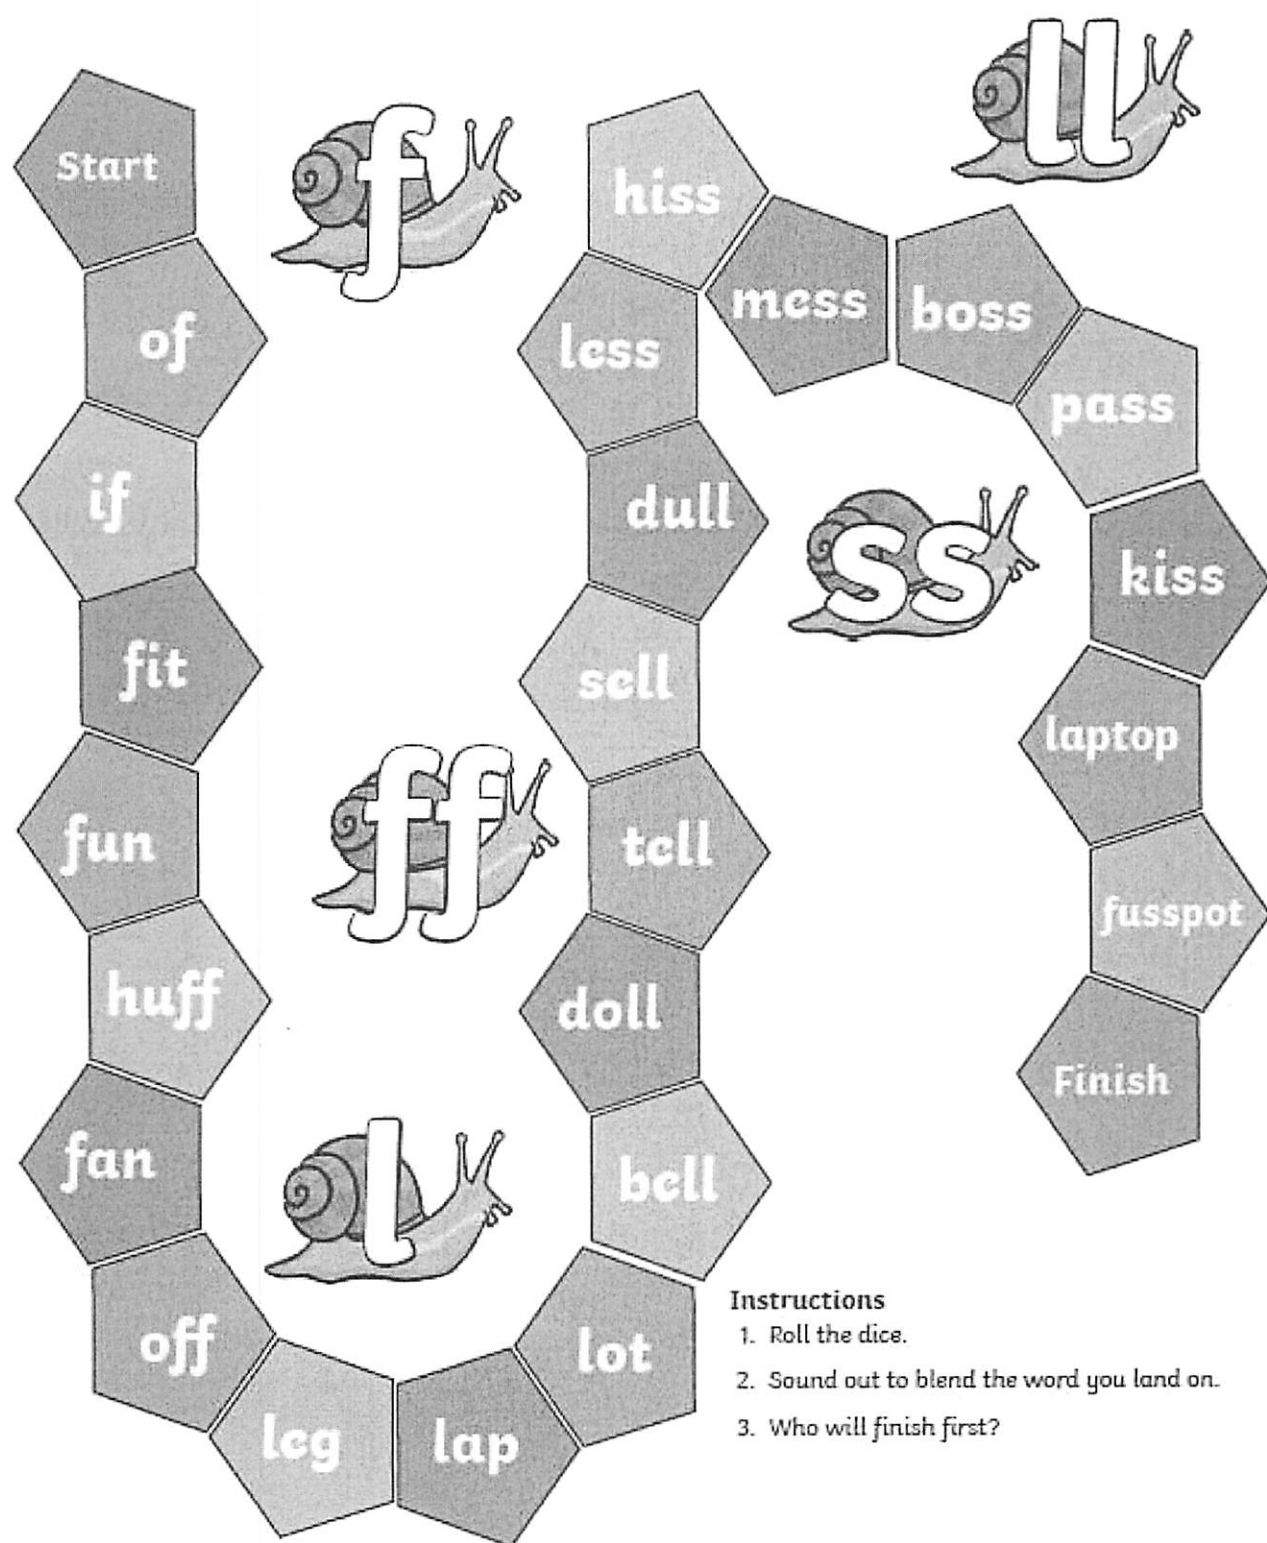 Start
of
if
fit
fun
huff
fan
off
leg
lap
lot
bell
doll
tell
sell
dull
less
hiss
mess
boss
pass
kiss
laptop
fusspot
Finish
f
ff
l
ll
ss
Instructions
1. Roll the dice.
2. Sound out to blend the word you land on.
3. Who will finish first?